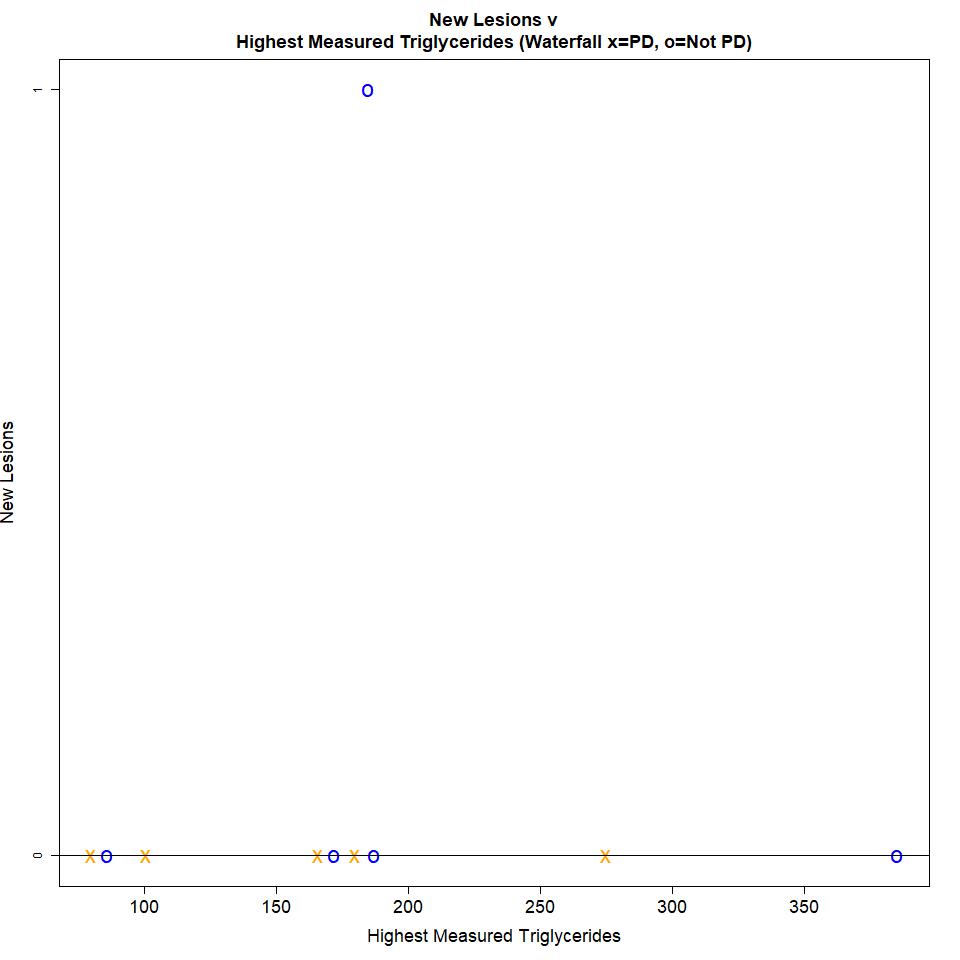 New Lesions v
Highest Measured Triglycerides (Waterfall x=PD, o=Not PD)
New Lesions
1
0
o
x o x x o x o x o
100 150 200 250 300 350
Highest Measured Triglycerides